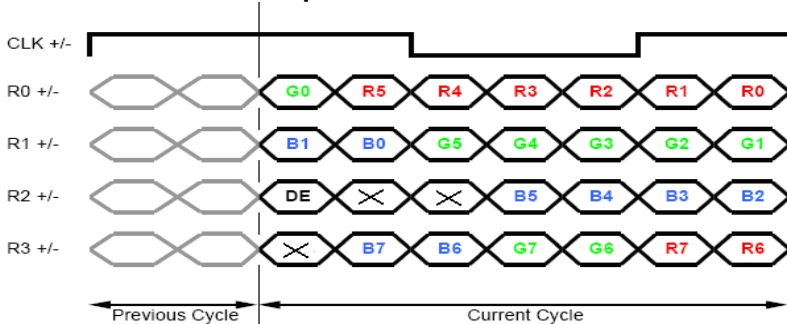 CLK +/-
R0 +/- G0 R5 R4 R3 R2 R1 R0
R1 +/- B1 B0 G5 G4 G3 G2 G1
R2 +/- DE B5 B4 B3 B2
R3 +/- B7 B6 G7 G6 R7 R6
Previous Cycle Current Cycle